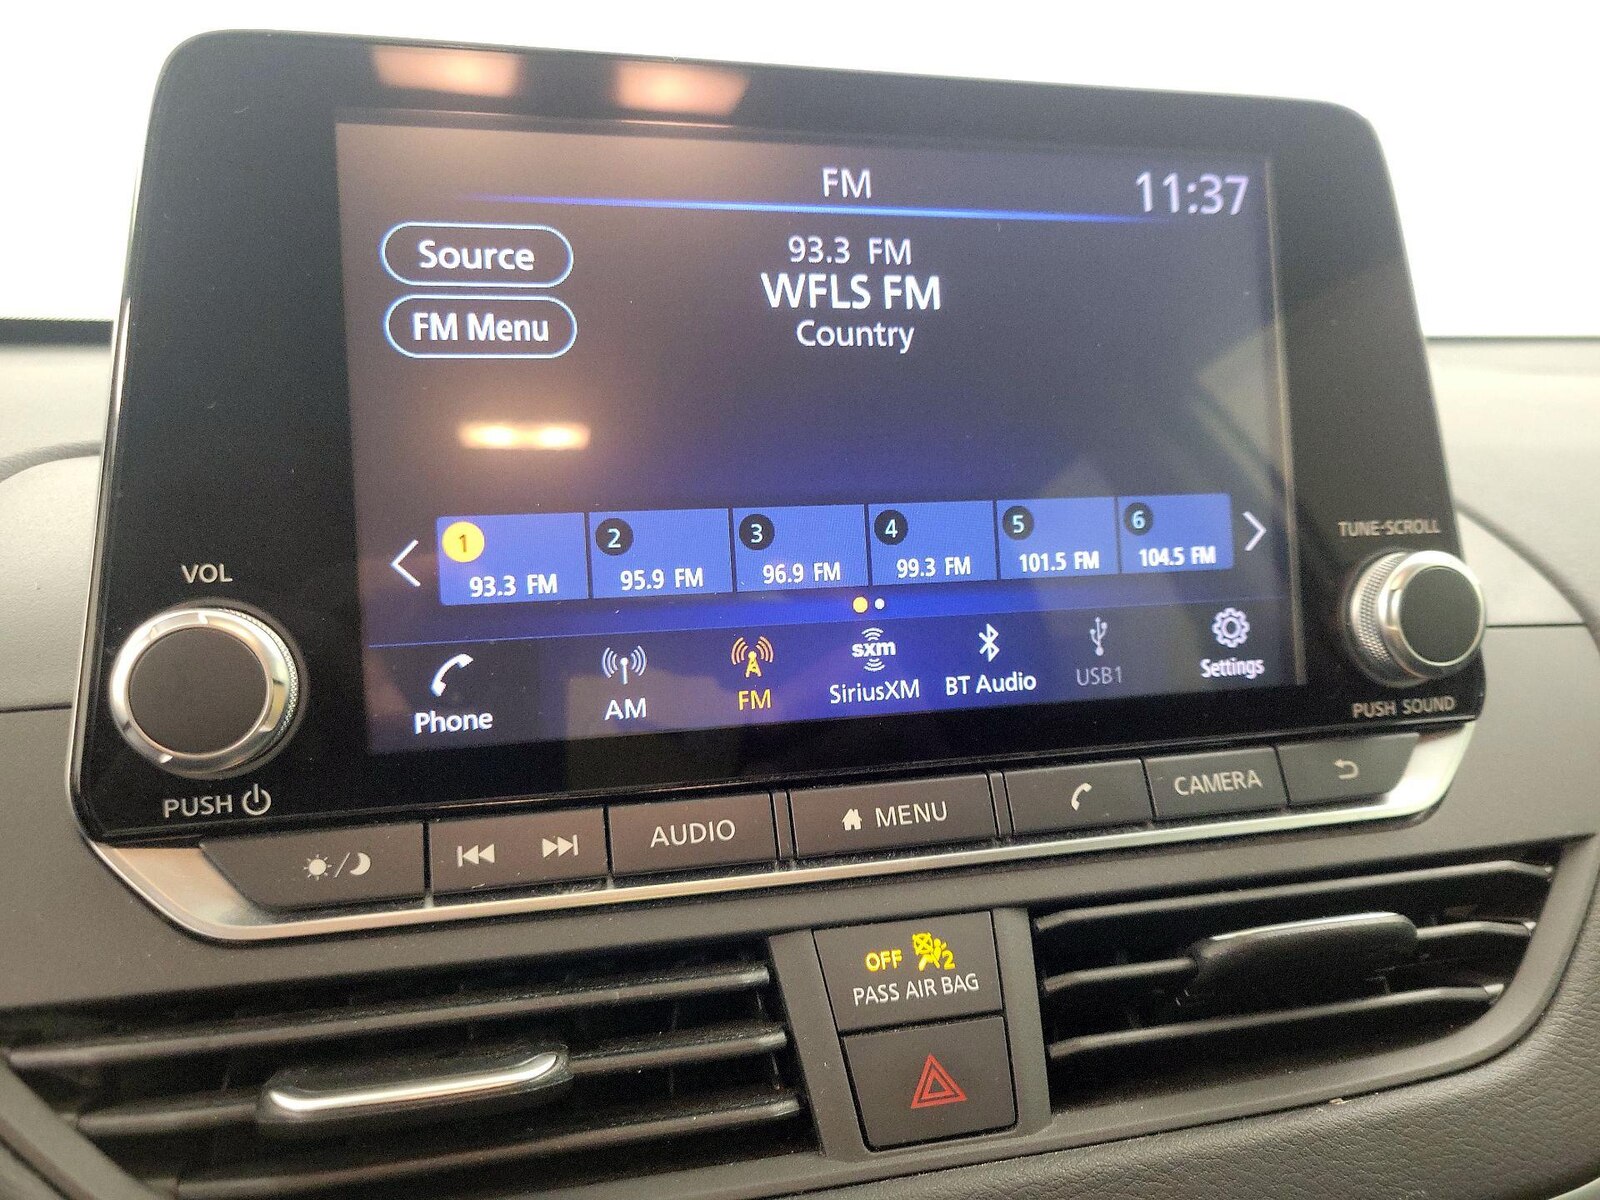 FM
11:37
Source
93.3 FM
WFLS FM
FM Menu
Country
1
93.3 FM
2
95.9 FM
3
96.9 FM
4
99.3 FM
5
101.5 FM
6
104.5 FM
VOL
TUNE·SCROLL
Phone
AM
FM
sxm
SiriusXM
BT Audio
USB1
Settings
PUSH
PUSH SOUND
AUDIO
MENU
CAMERA
OFF 2
PASS AIR BAG